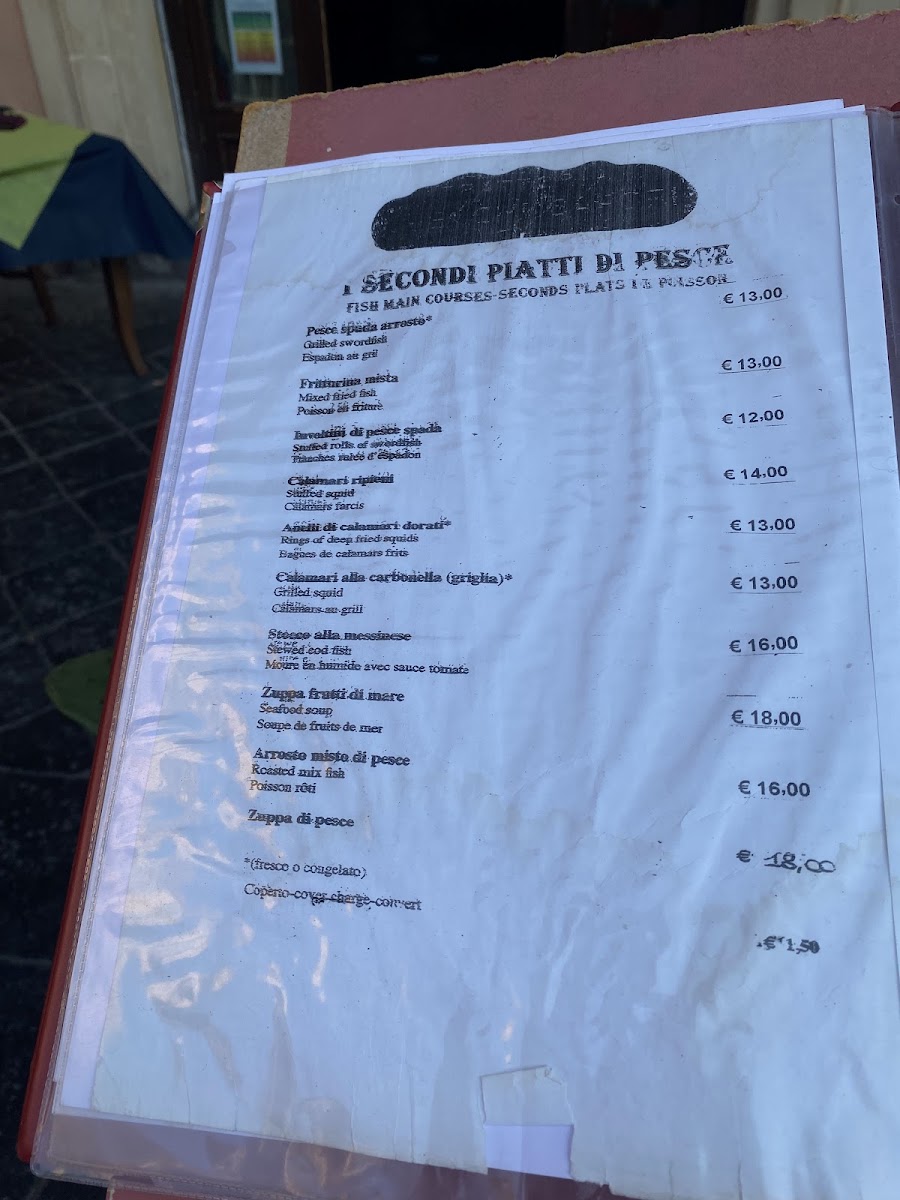 I SECONDI PIATTI DI PESCE
FISH MAIN COURSES-SECONDS PLATS DE POISSON
Pesce spada arrosto* € 13,00
Grilled swordfish
Espadon au gril
Fritturina mista € 13,00
Mixed fried fish
Poisson en friture
Involtini di pesce spada € 12,00
Stuffed rolls of swordfish
Tranches d'espadon
Calamari ripieni € 14,00
Stuffed squid
Calamars farcis
Anelli di calamari dorati* € 13,00
Rings of deep fried squids
Bagues de calamars frits
Calamari alla carbonella (griglia)* € 13,00
Grilled squid
Calamars au grill
Stocco alla messinese € 16,00
Stewed cod fish
en humide avec sauce tomate
Zuppa frutti di mare € 18,00
Seafood soup
Soupe de fruits de mer
Arrosto misto di pesce € 16,00
Roasted mix fish
Poisson rôti
Zuppa di pesce € 18,00
*(fresco o congelato)
Coperto-cover charge-convert € 1,50